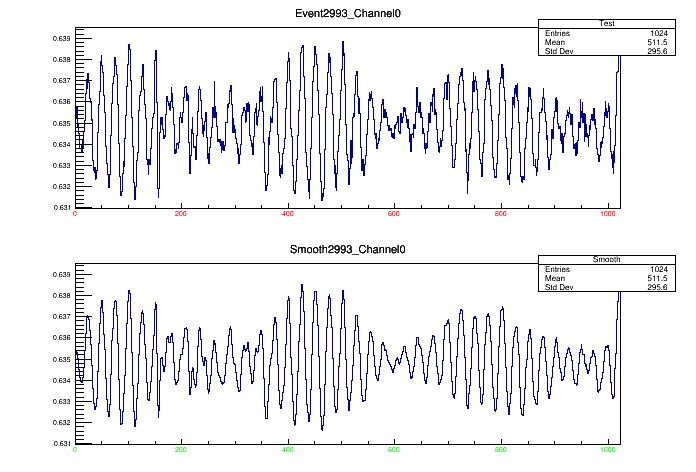 Event2993_Channel0
Test
Entries 1024
Mean 511.5
Std Dev 295.6
0.639
0.638
0.637
0.636
0.635
0.634
0.633
0.632
0.631
0 200 400 600 800 1000
Smooth2993_Channel0
Smooth
Entries 1024
Mean 511.5
Std Dev 295.6
0.639
0.638
0.637
0.636
0.635
0.634
0.633
0.632
0.631
0 200 400 600 800 1000